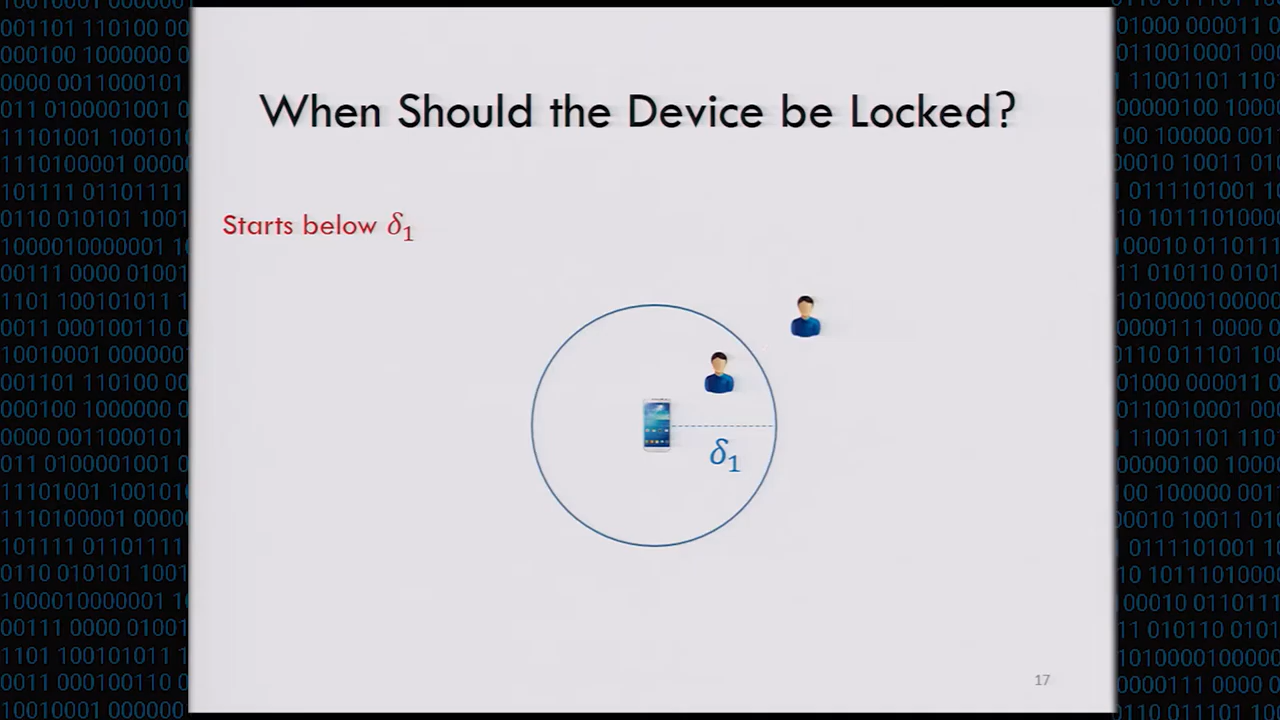 When Should the Device be Locked?
Starts below δ₁
δ₁
17